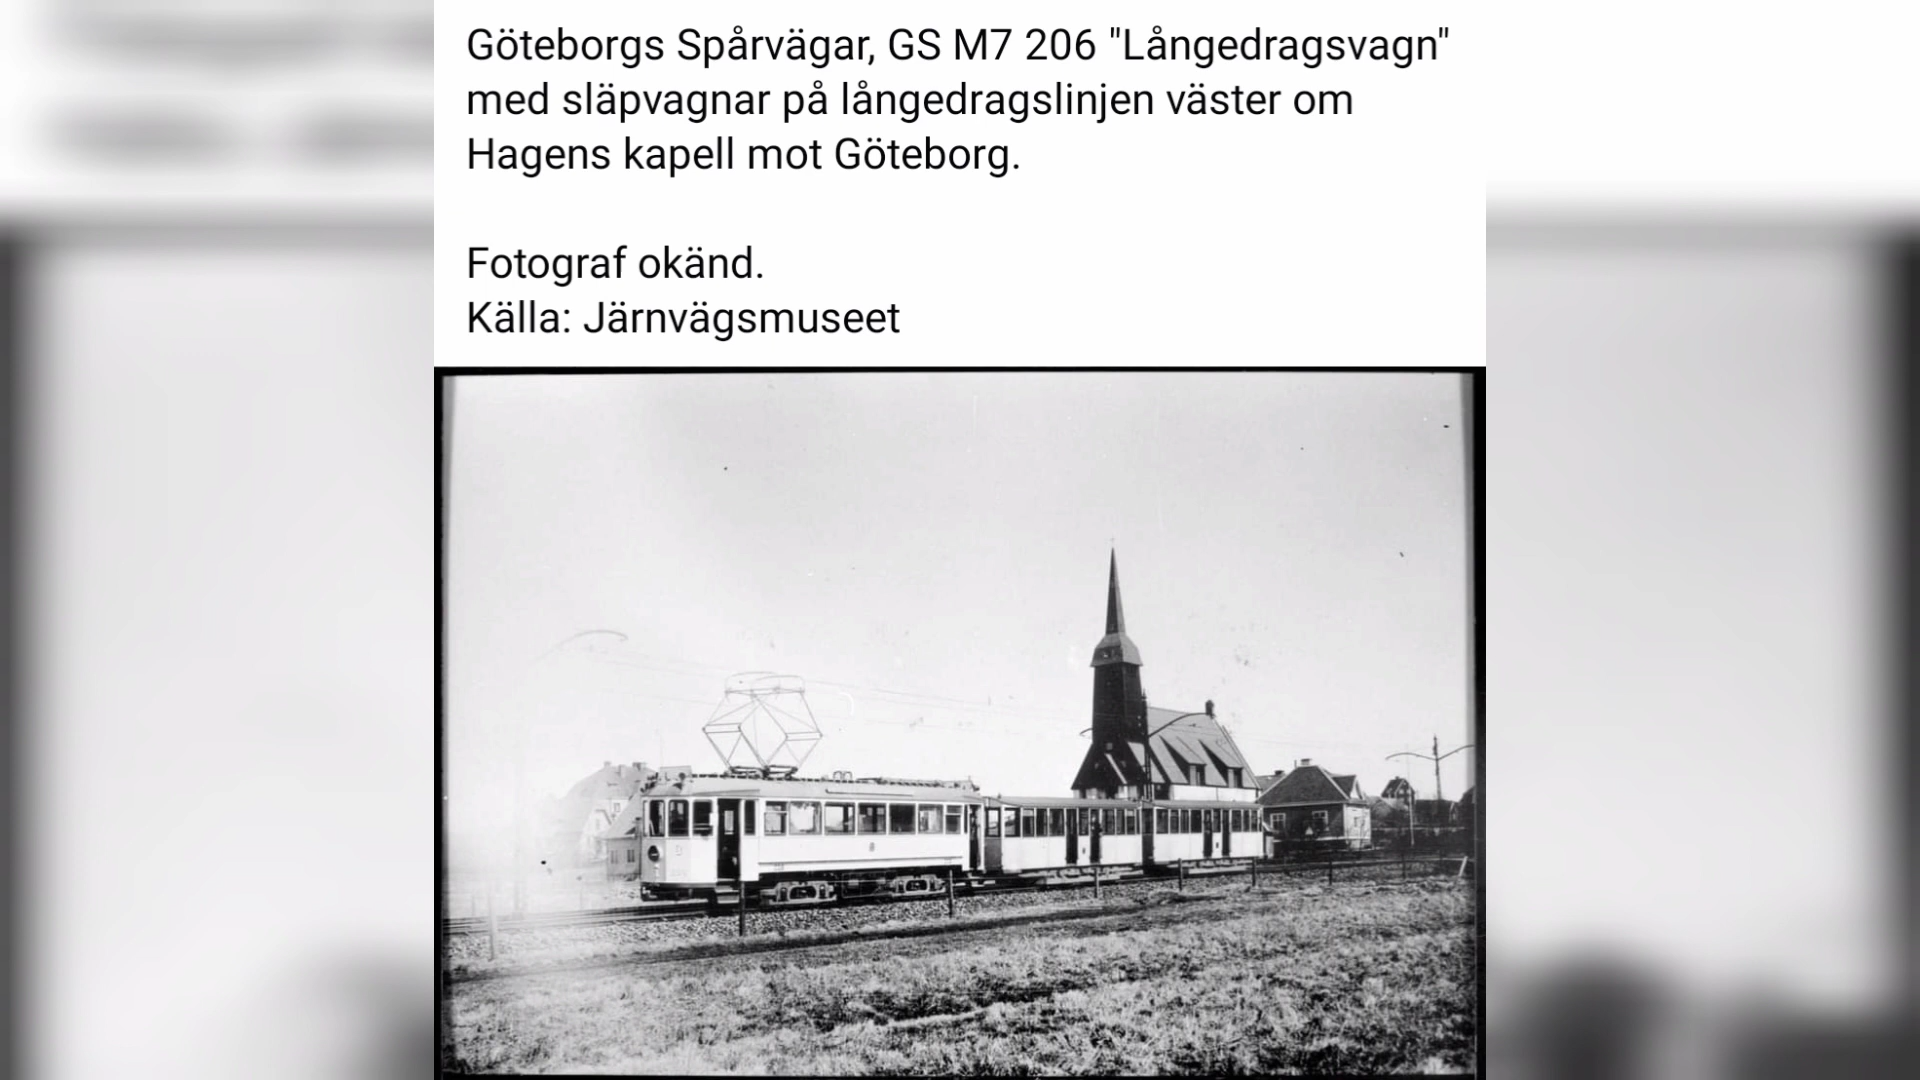 Göteborgs Spårvägar, GS M7 206 "Långedragsvagn"
med släpvagnar på långedragslinjen väster om
Hagens kapell mot Göteborg.
Fotograf okänd.
Källa: Järnvägsmuseet